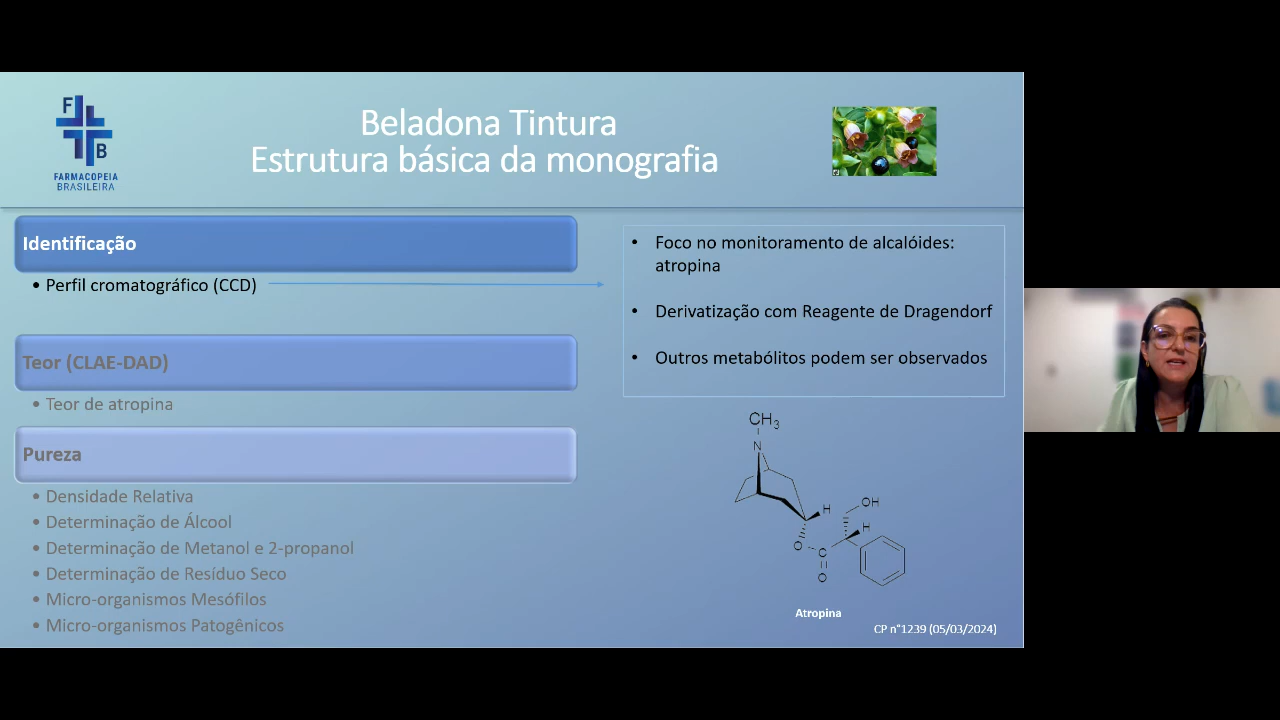 F
B
FARMACOPEIA
BRASILEIRA
Beladona Tintura
Estrutura básica da monografia
Identificação
• Perfil cromatográfico (CCD)
Teor (CLAE-DAD)
• Teor de atropina
Pureza
• Densidade Relativa
• Determinação de Álcool
• Determinação de Metanol e 2-propanol
• Determinação de Resíduo Seco
• Micro-organismos Mesófilos
• Micro-organismos Patogênicos
• Foco no monitoramento de alcalóides:
atropina
• Derivatização com Reagente de Dragendorf
• Outros metabólitos podem ser observados
CH3
N
H
OH
H
O
C
O
Atropina
CP n°1239 (05/03/2024)